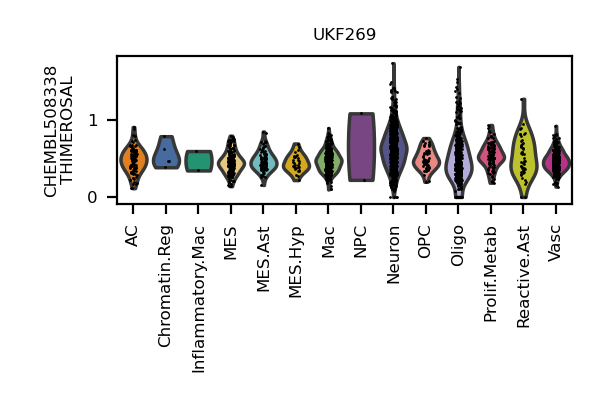 UKF269
CHEMBL508338
THIMEROSAL
1
0
AC
Chromatin.Reg
Inflammatory.Mac
MES
MES.Ast
MES.Hyp
Mac
NPC
Neuron
OPC
Oligo
Prolif.Metab
Reactive.Ast
Vasc